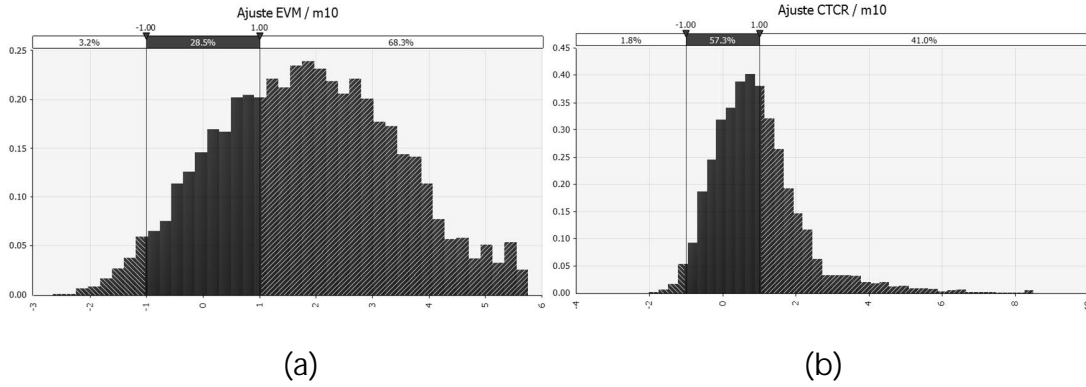 Ajuste EVM / m10
-1.00 1.00
3.2% 28.5% 68.3%
0.25
0.20
0.15
0.10
0.05
0.00
-3 -2 -1 0 1 2 3 4 5 6
(a)
Ajuste CTCR / m10
-1.00 1.00
1.8% 57.3% 41.0%
0.45
0.40
0.35
0.30
0.25
0.20
0.15
0.10
0.05
0.00
-4 -2 0 2 4 6 8 10
(b)